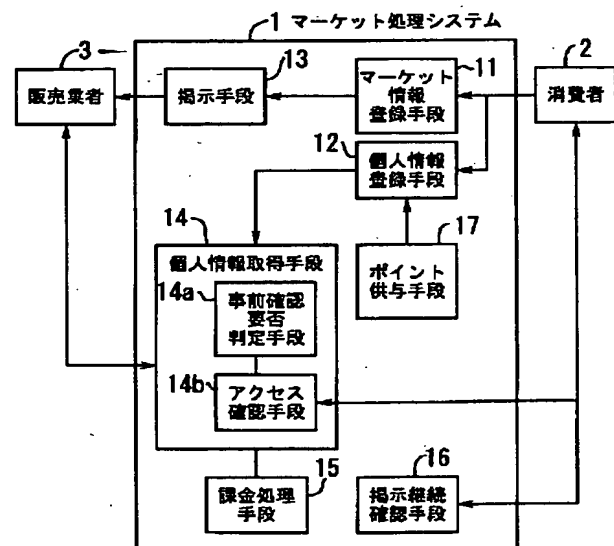 1 マーケット処理システム
3
13
11
2
販売業者
掲示手段
マーケット
情報
登録手段
消費者
12
個人情報
登録手段
14
17
個人情報取得手段
ポイント
供与手段
14a
事前確認
要否
判定手段
14b
アクセス
確認手段
15
16
課金処理
手段
掲示継続
確認手段